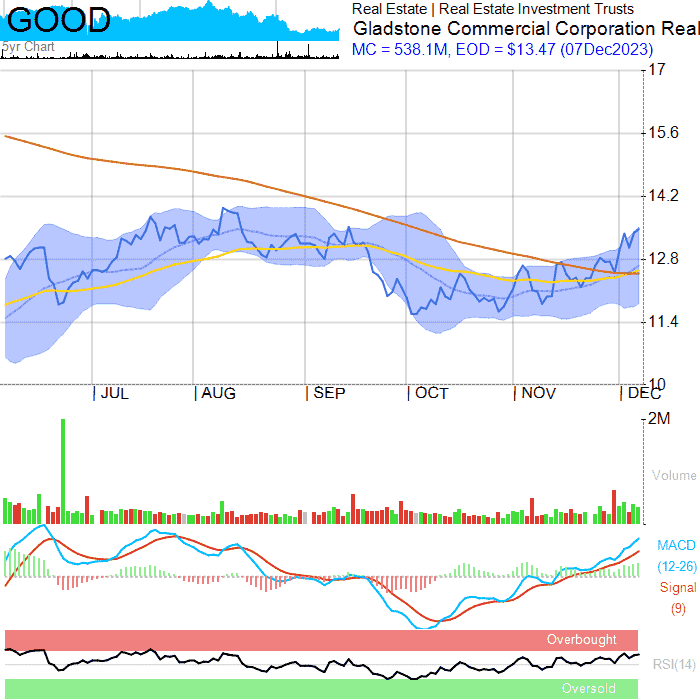 GOOD
5yr Chart
Real Estate | Real Estate Investment Trusts
Gladstone Commercial Corporation Real
MC = 538.1M, EOD = $13.47 (07Dec2023)
17
15.6
14.2
12.8
11.4
10
| JUL | AUG | SEP | OCT | NOV | DEC
2M
Volume
MACD
(12-26)
Signal
(9)
Overbought
RSI(14)
Oversold